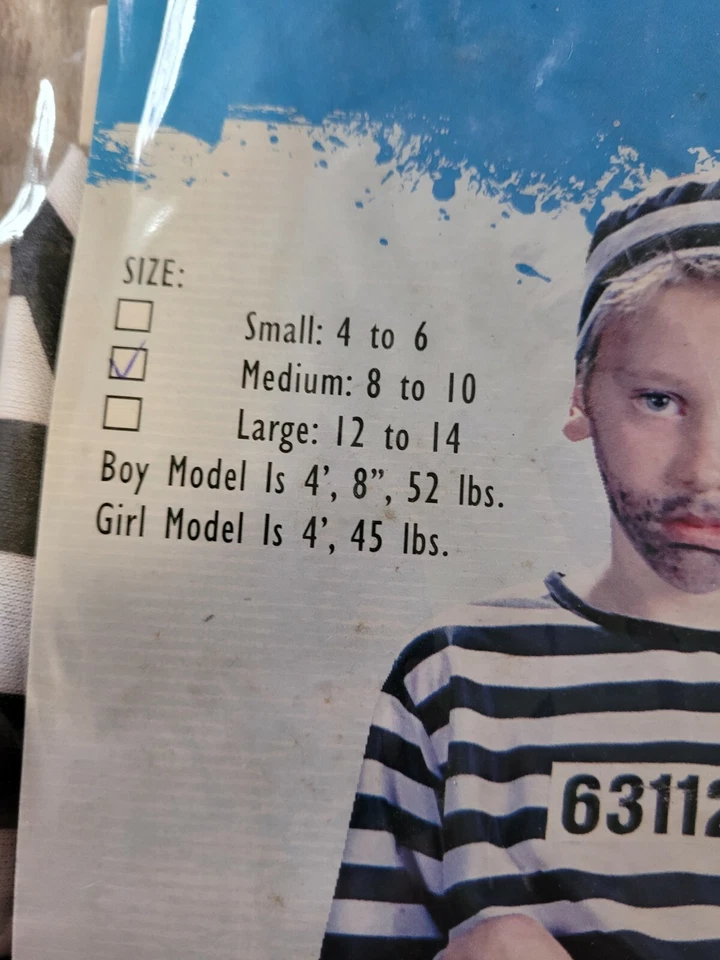 SIZE:
Small: 4 to 6
Medium: 8 to 10
Large: 12 to 14
Boy Model Is 4', 8”, 52 lbs.
Girl Model Is 4', 45 lbs.
63112